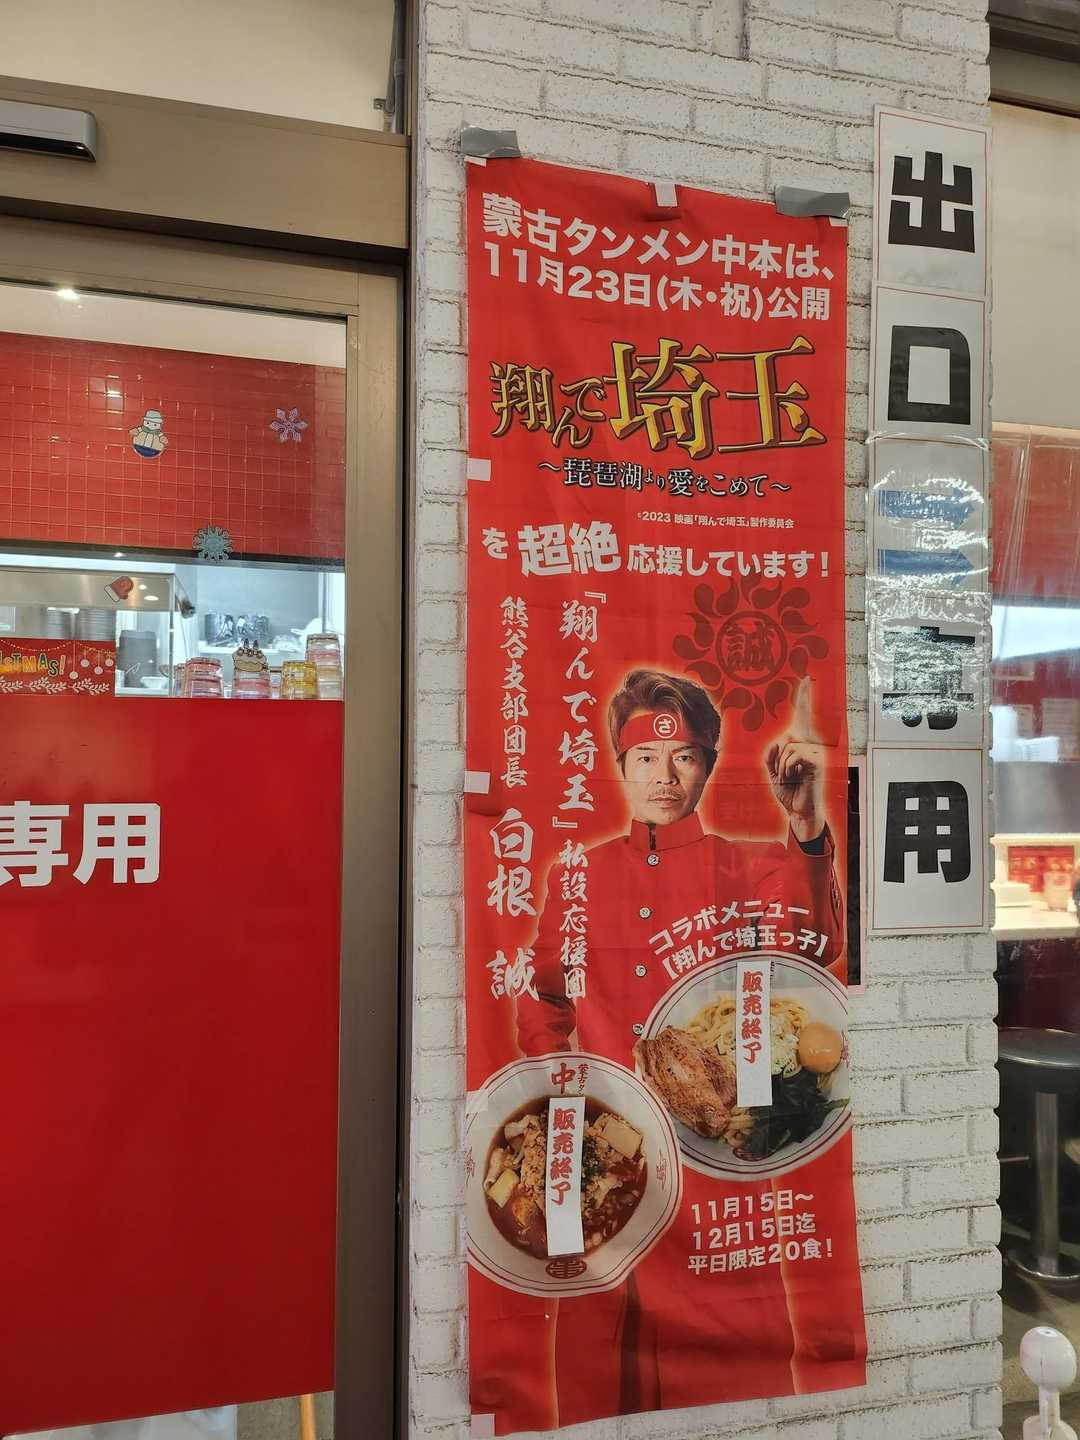 蒙古タンメン中本は、
11月23日(木・祝)公開
翔んで埼玉
〜琵琶湖より愛をこめて〜
©2023 映画「翔んで埼玉」製作委員会
を超絶応援しています！
誠
『翔んで埼玉』私設応援団
熊谷支部団長 白根 誠
さ
コラボメニュー
【翔んで埼玉っ子】
販売終了
中
蒙古タン
販売終了
11月15日〜
12月15日迄
平日限定20食！
出口専用
専用
STMAS!